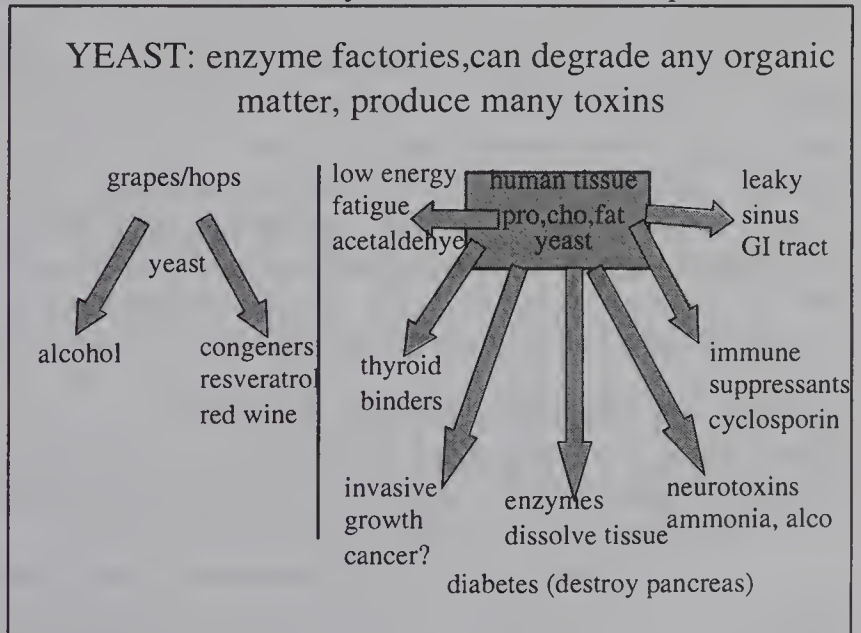 YEAST: enzyme factories,can degrade any organic
matter, produce many toxins
grapes/hops
yeast
alcohol
congeners
resveratrol
red wine
low energy
fatigue
acetaldehye
human tissue
pro,cho,fat
yeast
leaky
sinus
GI tract
thyroid
binders
immune
suppressants
cyclosporin
invasive
growth
cancer?
enzymes
dissolve tissue
neurotoxins
ammonia, alco
diabetes (destroy pancreas)